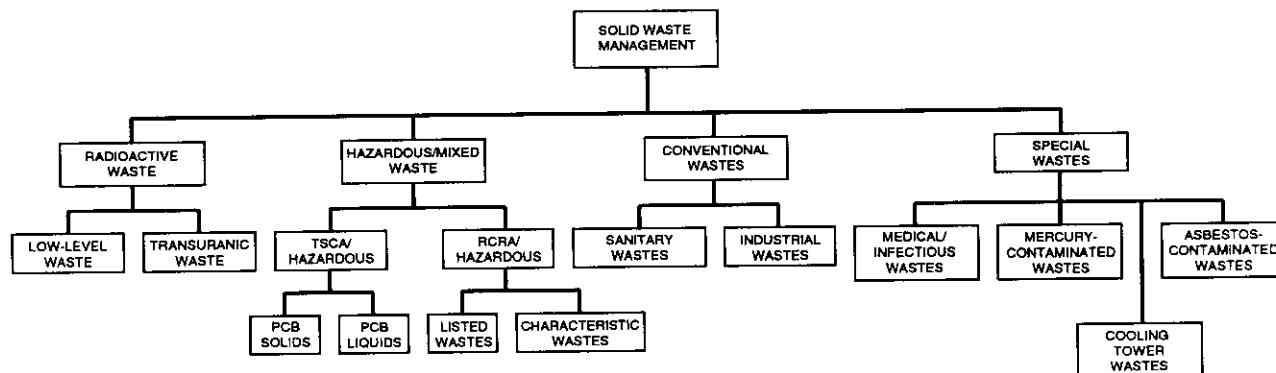 SOLID WASTE
MANAGEMENT
RADIOACTIVE
WASTE
HAZARDOUS/MIXED
WASTE
CONVENTIONAL
WASTES
SPECIAL
WASTES
LOW-LEVEL
WASTE
TRANSURANIC
WASTE
TSCA/
HAZARDOUS
RCRA/
HAZARDOUS
SANITARY
WASTES
INDUSTRIAL
WASTES
MEDICAL/
INFECTIOUS
WASTES
MERCURY-
CONTAMINATED
WASTES
ASBESTOS-
CONTAMINATED
WASTES
PCB
SOLIDS
PCB
LIQUIDS
LISTED
WASTES
CHARACTERISTIC
WASTES
COOLING
TOWER
WASTES